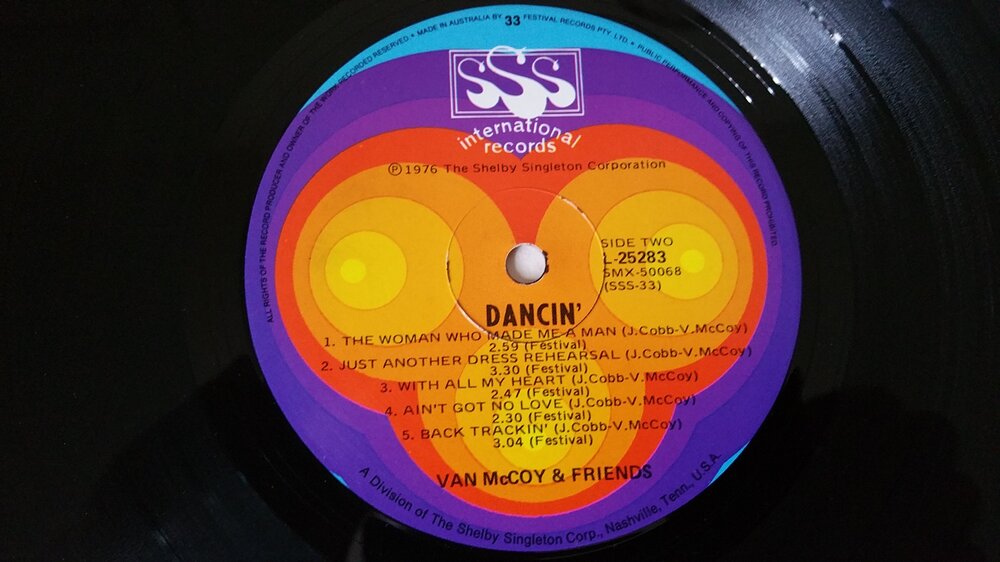 ALL RIGHTS OF THE RECORD PRODUCER AND OWNER OF THE WORK RECORDED RESERVED. • MADE IN AUSTRALIA BY 33 FESTIVAL RECORDS PTY. LTD. • PUBLIC PERFORMANCE AND COPYING OF THIS RECORD PROHIBITED.
SSS
international
records
℗ 1976 The Shelby Singleton Corporation
SIDE TWO
L-25283
SMX-50068
(SSS-33)
DANCIN'
1. THE WOMAN WHO MADE ME A MAN (J.Cobb-V.McCoy)
2.59 (Festival)
2. JUST ANOTHER DRESS REHEARSAL (J.Cobb-V.McCoy)
3.30 (Festival)
3. WITH ALL MY HEART (J.Cobb-V.McCoy)
2.47 (Festival)
4. AIN'T GOT NO LOVE (J.Cobb-V.McCoy)
2.30 (Festival)
5. BACK TRACKIN' (J.Cobb-V.McCoy)
3.04 (Festival)
VAN McCOY & FRIENDS
A Division of The Shelby Singleton Corp., Nashville, Tenn., U.S.A.